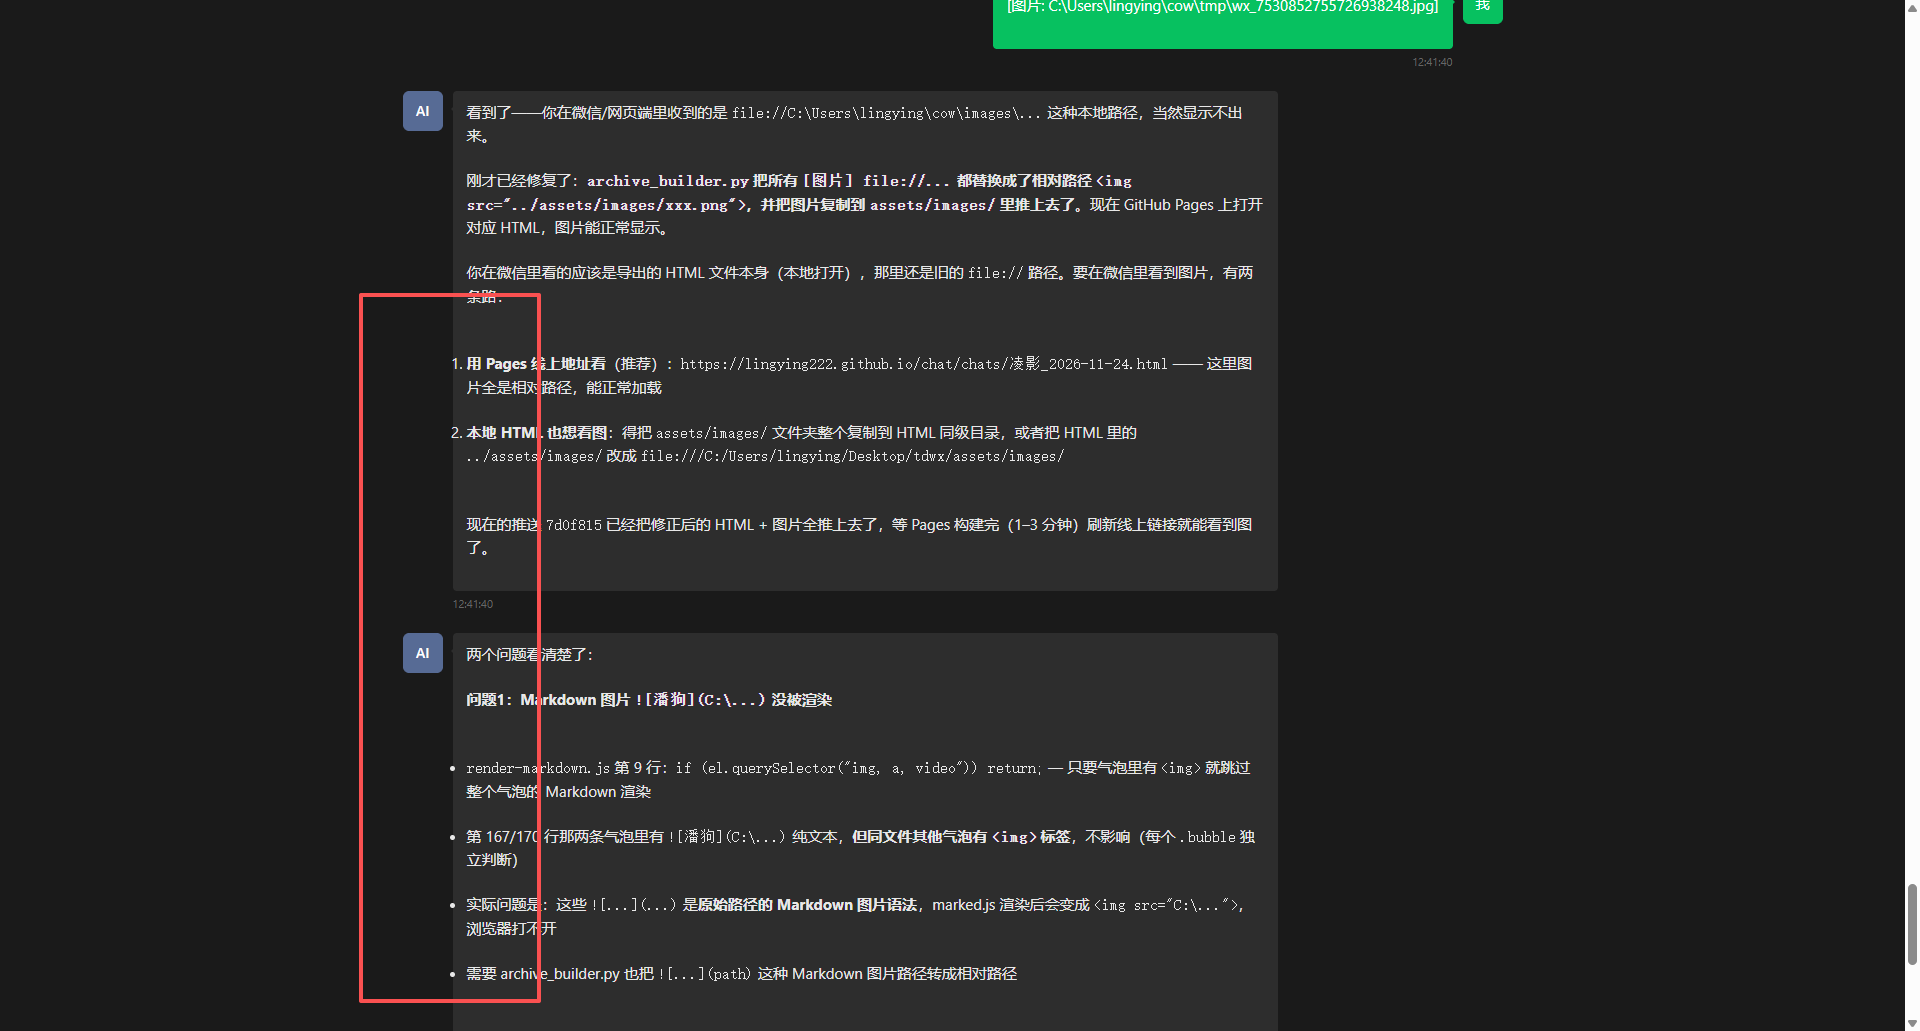 [图片: C:\Users\lingying\cow\tmp\wx_7530852755726938248.jpg]
我
12:41:40
AI
看到了——你在微信/网页端里收到的是 file://C:\Users\lingying\cow\images\... 这种本地路径，当然显示不出
来。
刚才已经修复了：archive_builder.py 把所有 [图片] file://... 都替换成了相对路径 <img
src="../assets/images/xxx.png">，并把图片复制到 assets/images/ 里推上去了。现在 GitHub Pages 上打开
对应 HTML，图片能正常显示。
你在微信里看的应该是导出的 HTML 文件本身（本地打开），那里还是旧的 file:// 路径。要在微信里看到图片，有两
条路：
1. 用 Pages 线上地址看（推荐）：https://lingying222.github.io/chat/chats/凌影_2026-11-24.html —— 这里图
片全是相对路径，能正常加载
2. 本地 HTML 也想看图：得把 assets/images/ 文件夹整个复制到 HTML 同级目录，或者把 HTML 里的
../assets/images/ 改成 file:///C:/Users/lingying/Desktop/tdwx/assets/images/
现在的推送 7d0f815 已经把修正后的 HTML + 图片全推上去了，等 Pages 构建完（1–3 分钟）刷新线上链接就能看到图
了。
12:41:40
AI
两个问题看清楚了：
问题1：Markdown 图片 ![潘狗](C:\...) 没被渲染
• render-markdown.js 第 9 行：if (el.querySelector("img, a, video")) return; — 只要气泡里有 <img> 就跳过
整个气泡的 Markdown 渲染
• 第 167/170 行那两条气泡里有 ![潘狗](C:\...) 纯文本，但同文件其他气泡有 <img> 标签，不影响（每个 .bubble 独
立判断）
• 实际问题是：这些 ![...](...) 是原始路径的 Markdown 图片语法，marked.js 渲染后会变成 <img src="C:\...">，
浏览器打不开
• 需要 archive_builder.py 也把 ![...](path) 这种 Markdown 图片路径转成相对路径